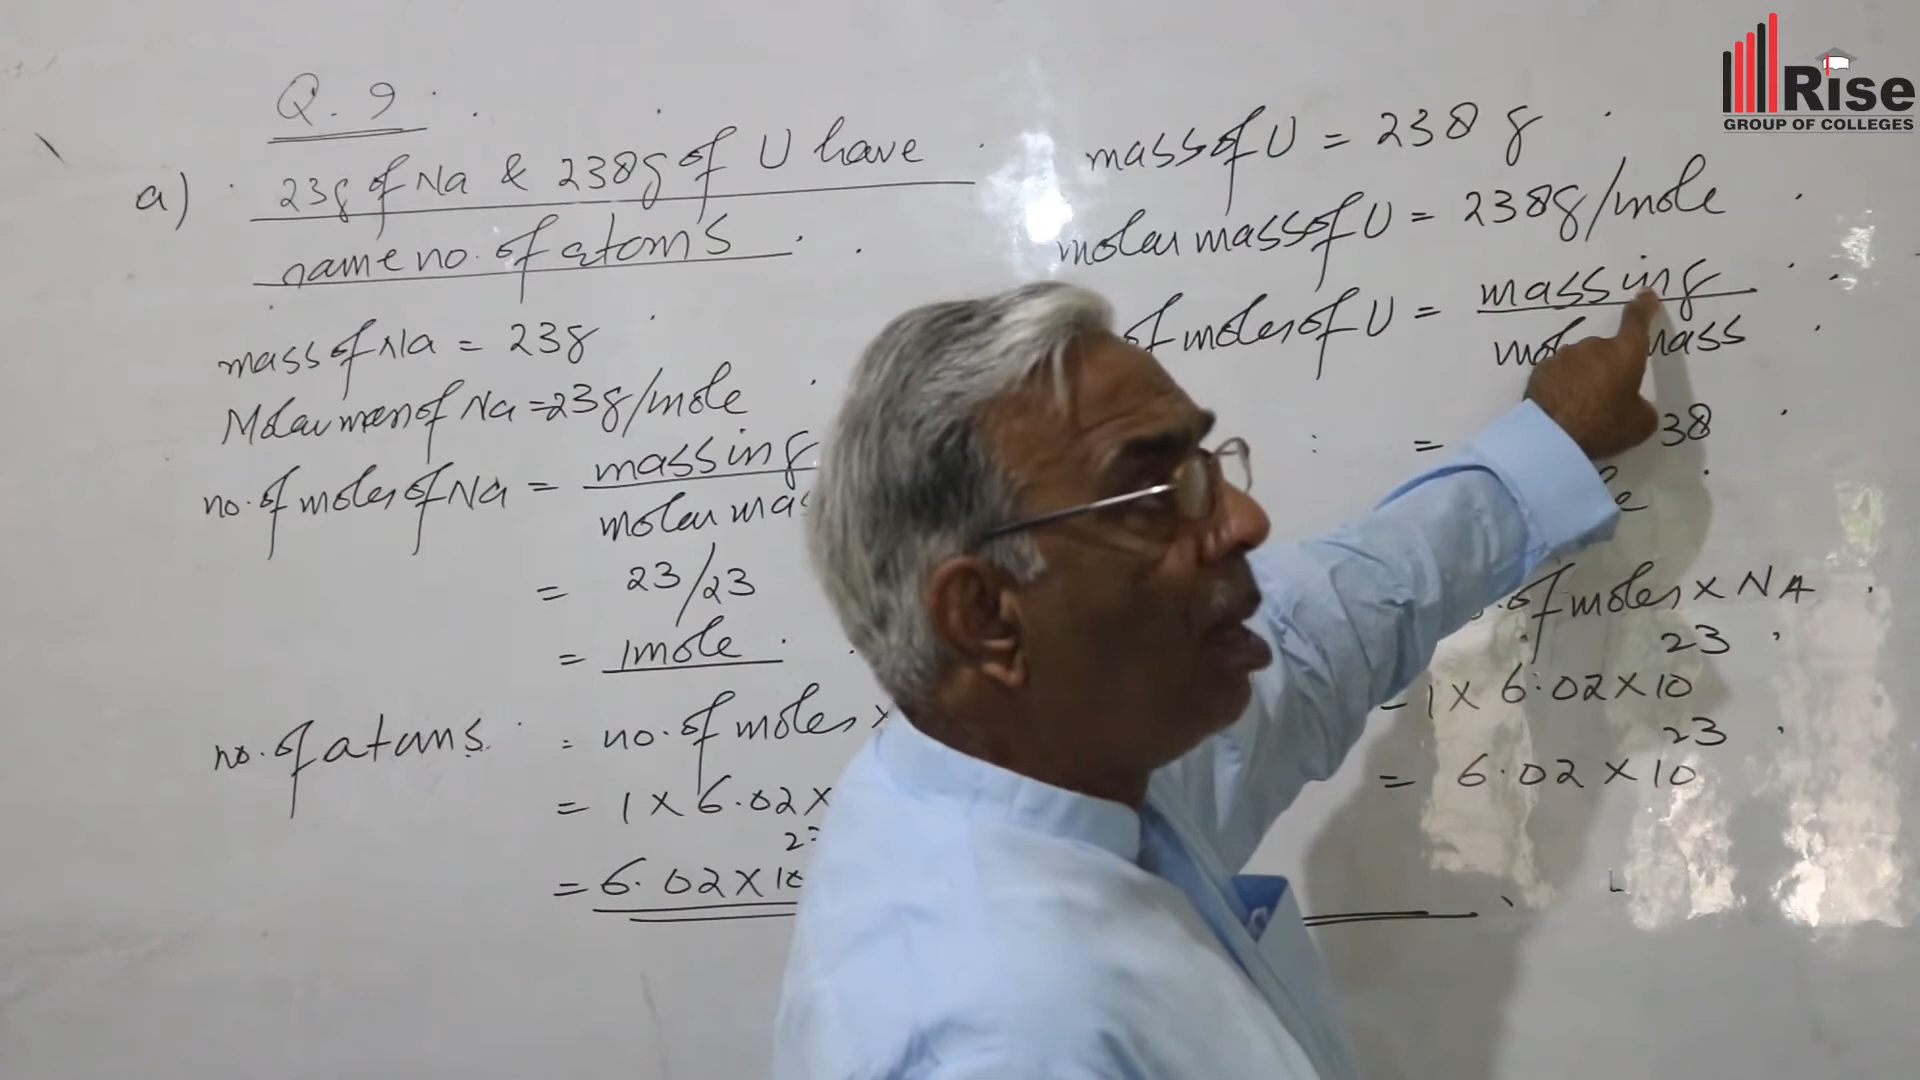 Q. 9
a) 23g of Na & 238g of U have
same no. of atoms
mass of Na = 23g
Molar mass of Na = 23g/mole
no. of moles of Na = mass in g
molar mas
= 23/23
= 1mole
no. of atoms = no. of moles x
= 1 x 6.02 x
= 6.02 x 10
mass of U = 238 g
molar mass of U = 238g/mole
of moles of U = mass in g
mass
= 38
of moles x NA
= 1 x 6.02 x 10 23
= 6.02 x 10 23
Rise
GROUP OF COLLEGES